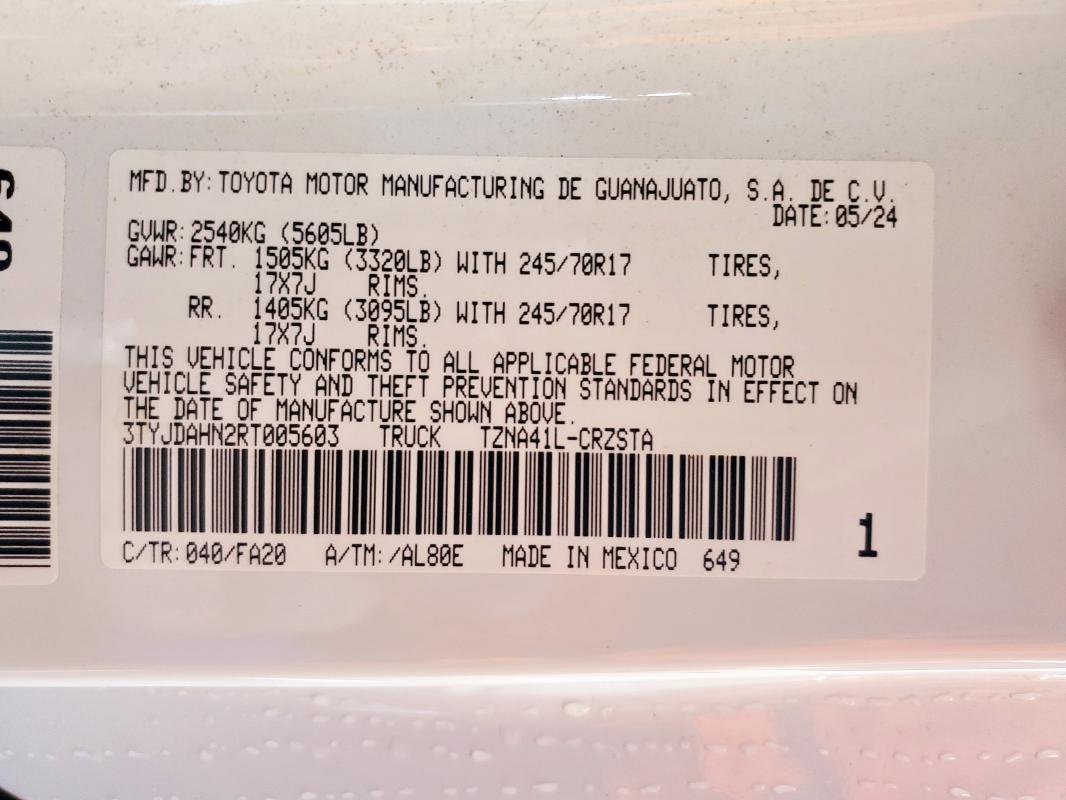 649
MFD.BY: TOYOTA MOTOR MANUFACTURING DE GUANAJUATO, S.A. DE C.V.
DATE: 05/24
GVWR: 2540KG (5605LB)
GAWR: FRT. 1505KG (3320LB) WITH 245/70R17 TIRES,
17X7J RIMS.
RR. 1405KG (3095LB) WITH 245/70R17 TIRES,
17X7J RIMS.
THIS VEHICLE CONFORMS TO ALL APPLICABLE FEDERAL MOTOR
VEHICLE SAFETY AND THEFT PREVENTION STANDARDS IN EFFECT ON
THE DATE OF MANUFACTURE SHOWN ABOVE.
3TYJDAHN2RT005603 TRUCK TZNA41L-CRZSTA
C/TR: 040/FA20 A/TM: /AL80E MADE IN MEXICO 649
1